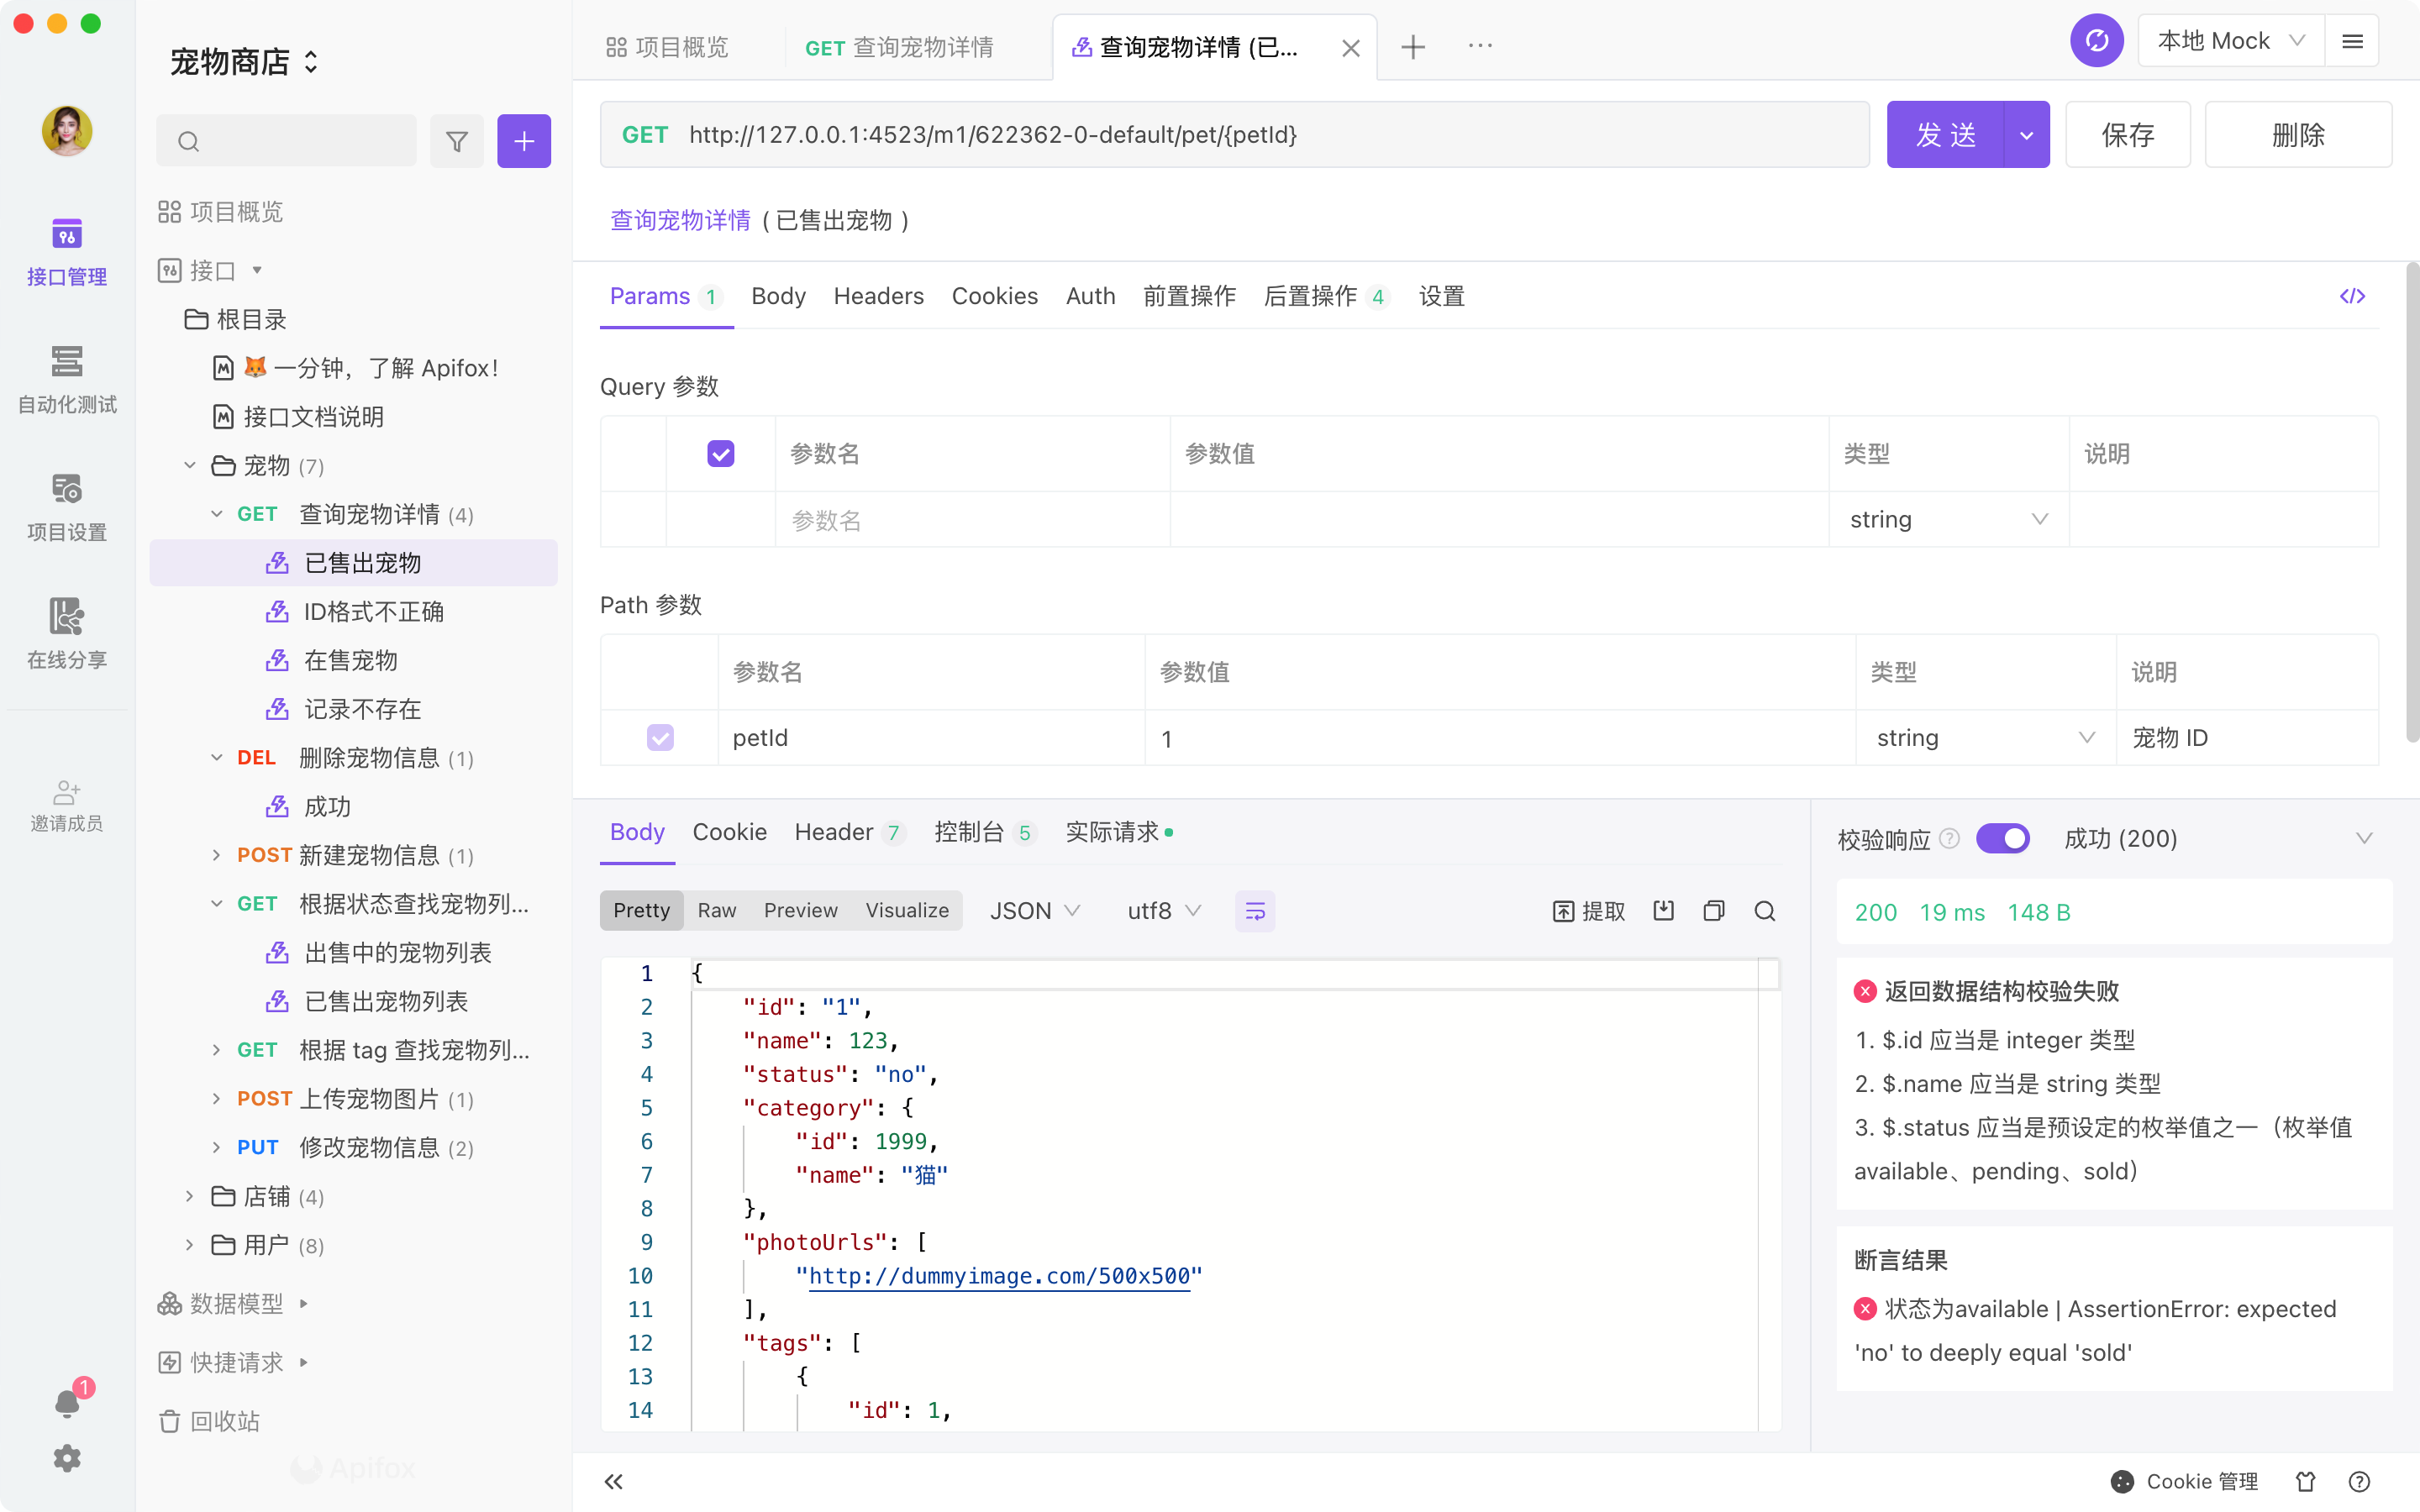 宠物商店
项目概览
GET 查询宠物详情
查询宠物详情 (已...
本地 Mock
接口管理
自动化测试
项目设置
在线分享
邀请成员
1
项目概览
接口
根目录
🦊 一分钟，了解 Apifox！
接口文档说明
宠物 (7)
GET 查询宠物详情 (4)
已售出宠物
ID格式不正确
在售宠物
记录不存在
DEL 删除宠物信息 (1)
成功
POST 新建宠物信息 (1)
GET 根据状态查找宠物列...
出售中的宠物列表
已售出宠物列表
GET 根据 tag 查找宠物列...
POST 上传宠物图片 (1)
PUT 修改宠物信息 (2)
店铺 (4)
用户 (8)
数据模型
快捷请求
回收站
Apifox
GET http://127.0.0.1:4523/m1/622362-0-default/pet/{petId}
发 送
保存
删除
查询宠物详情 ( 已售出宠物 )
Params 1 Body Headers Cookies Auth 前置操作 后置操作 4 设置
Query 参数
参数名 参数值 类型 说明
参数名 string
Path 参数
参数名 参数值 类型 说明
petId 1 string 宠物 ID
Body Cookie Header 7 控制台 5 实际请求
Pretty Raw Preview Visualize JSON utf8 提取
1 {
2 "id": "1",
3 "name": 123,
4 "status": "no",
5 "category": {
6 "id": 1999,
7 "name": "猫"
8 },
9 "photoUrls": [
10 "http://dummyimage.com/500x500"
11 ],
12 "tags": [
13 {
14 "id": 1,
校验响应 成功 (200)
200 19 ms 148 B
返回数据结构校验失败
1. $.id 应当是 integer 类型
2. $.name 应当是 string 类型
3. $.status 应当是预设定的枚举值之一（枚举值
available、pending、sold）
断言结果
状态为available | AssertionError: expected
'no' to deeply equal 'sold'
Cookie 管理